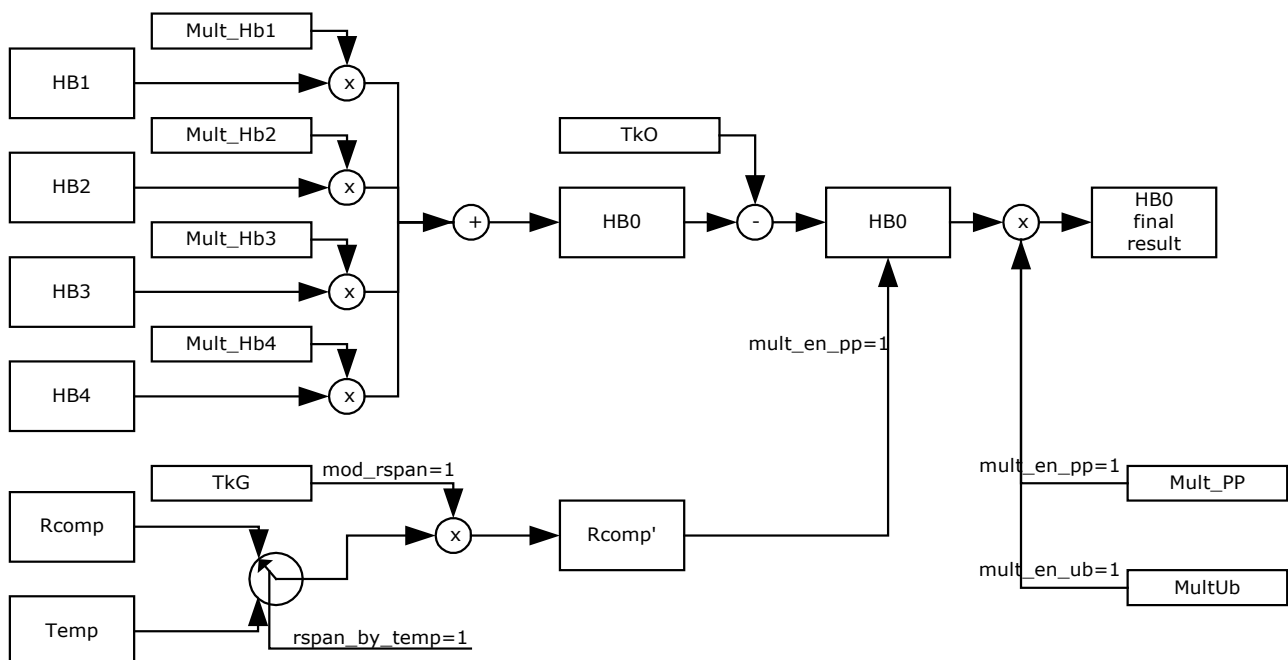 Mult_Hb1
HB1
x
Mult_Hb2
TkO
HB2
x
Mult_Hb3
+
HB0
-
HB0
x
HB0
final
result
HB3
x
Mult_Hb4
mult_en_pp=1
HB4
x
mod_rspan=1
mult_en_pp=1
TkG
Mult_PP
Rcomp
x
Rcomp'
mult_en_ub=1
MultUb
Temp
rspan_by_temp=1